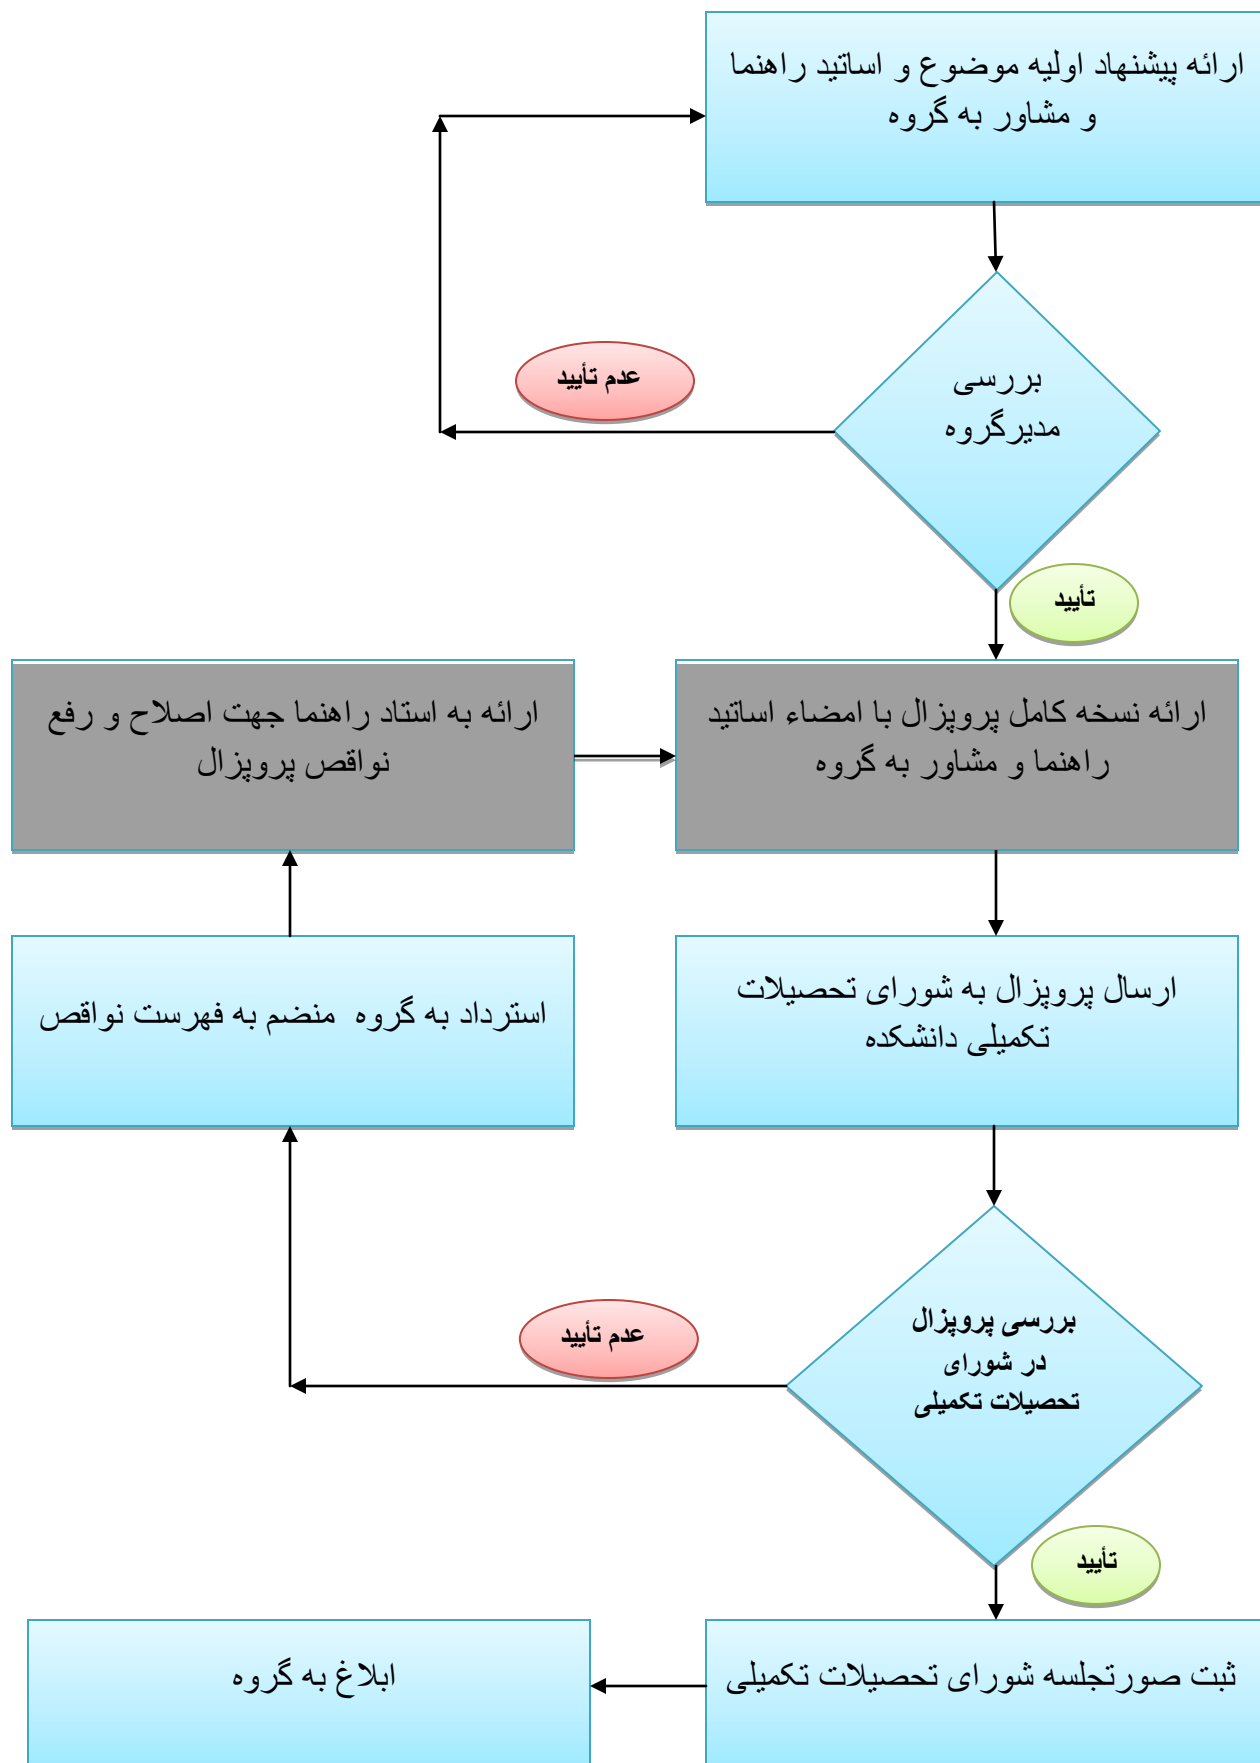 ارائه پیشنهاد اولیه موضوع و اساتید راهنما
و مشاور به گروه
عدم تأیید
بررسی
مدیرگروه
تأیید
ارائه نسخه کامل پروپزال با امضاء اساتید
راهنما و مشاور به گروه
ارائه به استاد راهنما جهت اصلاح و رفع
نواقص پروپزال
ارسال پروپزال به شورای تحصیلات
تکمیلی دانشکده
استرداد به گروه منضم به فهرست نواقص
بررسی پروپزال
در شورای
تحصیلات تکمیلی
عدم تأیید
تأیید
ثبت صورتجلسه شورای تحصیلات تکمیلی
ابلاغ به گروه